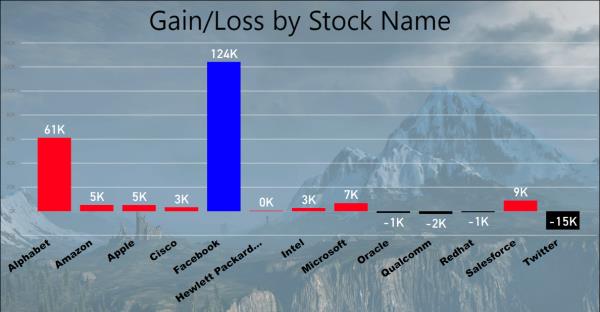 Gain/Loss by Stock Name
124K
61K
5K
5K
3K
0K
3K
7K
-1K
-2K
-1K
9K
-15K
Alphabet
Amazon
Apple
Cisco
Facebook
Hewlett Packard...
Intel
Microsoft
Oracle
Qualcomm
Redhat
Salesforce
Twitter